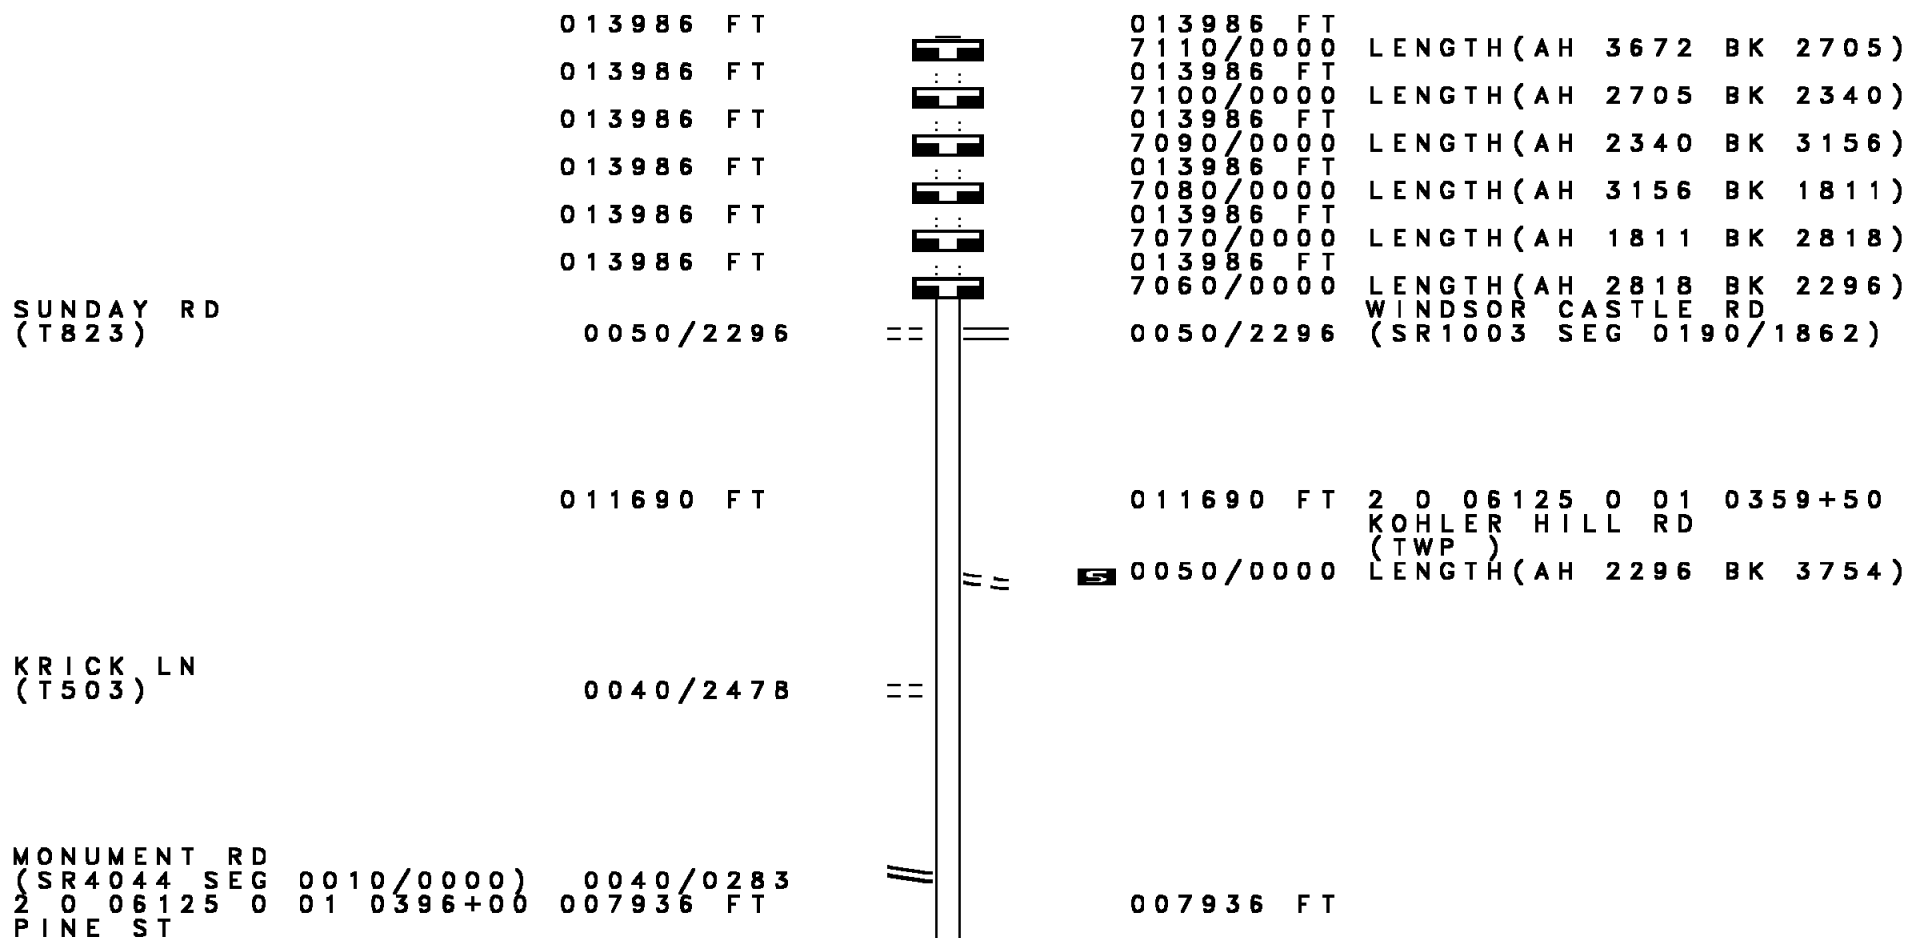 013986 FT 013986 FT
7110/0000 LENGTH(AH 3672 BK 2705)
013986 FT 013986 FT
7100/0000 LENGTH(AH 2705 BK 2340)
013986 FT 013986 FT
7090/0000 LENGTH(AH 2340 BK 3156)
013986 FT 013986 FT
7080/0000 LENGTH(AH 3156 BK 1811)
013986 FT 013986 FT
7070/0000 LENGTH(AH 1811 BK 2818)
013986 FT 013986 FT
7060/0000 LENGTH(AH 2818 BK 2296)
SUNDAY RD WINDSOR CASTLE RD
(T823) 0050/2296 0050/2296 (SR1003 SEG 0190/1862)
011690 FT 011690 FT 2 0 06125 0 01 0359+50
KOHLER HILL RD
(TWP )
S 0050/0000 LENGTH(AH 2296 BK 3754)
KRICK LN
(T503) 0040/2478
MONUMENT RD
(SR4044 SEG 0010/0000) 0040/0283
2 0 06125 0 01 0396+00 007936 FT 007936 FT
PINE ST